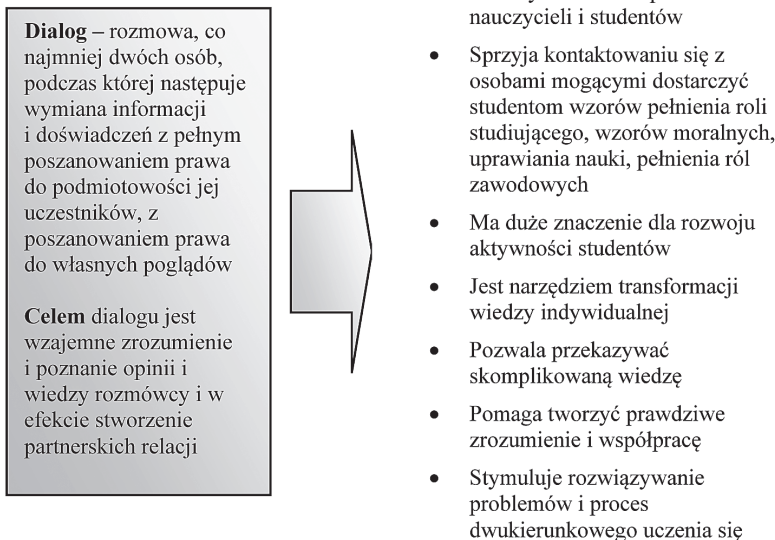 Dialog – rozmowa, co
najmniej dwóch osób,
podczas której następuje
wymiana informacji
i doświadczeń z pełnym
poszanowaniem prawa
do podmiotowości jej
uczestników, z
poszanowaniem prawa
do własnych poglądów
Celem dialogu jest
wzajemne zrozumienie
i poznanie opinii i
wiedzy rozmówcy i w
efekcie stworzenie
partnerskich relacji
nauczycieli i studentów
• Sprzyja kontaktowaniu się z
osobami mogącymi dostarczyć
studentom wzorów pełnienia roli
studiującego, wzorów moralnych,
uprawiania nauki, pełnienia ról
zawodowych
• Ma duże znaczenie dla rozwoju
aktywności studentów
• Jest narzędziem transformacji
wiedzy indywidualnej
• Pozwala przekazywać
skomplikowaną wiedzę
• Pomaga tworzyć prawdziwe
zrozumienie i współpracę
• Stymuluje rozwiązywanie
problemów i proces
dwukierunkowego uczenia się